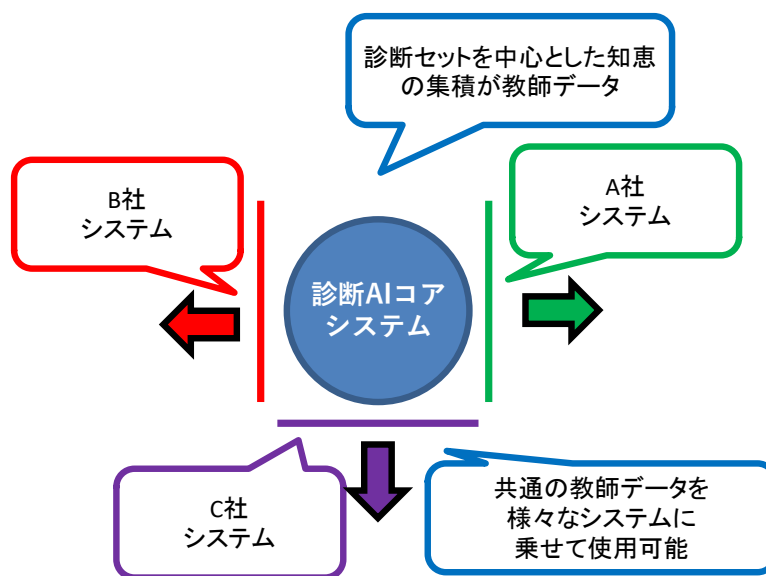 診断セットを中心とした知恵
の集積が教師データ
B社
システム
A社
システム
診断AIコア
システム
C社
システム
共通の教師データを
様々なシステムに
乗せて使用可能